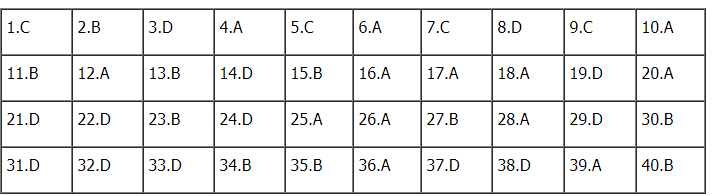 1.C 2.B 3.D 4.A 5.C 6.A 7.C 8.D 9.C 10.A
11.B 12.A 13.B 14.D 15.B 16.A 17.A 18.A 19.D 20.A
21.D 22.D 23.B 24.D 25.A 26.A 27.B 28.A 29.D 30.B
31.D 32.D 33.D 34.B 35.B 36.A 37.D 38.D 39.A 40.B